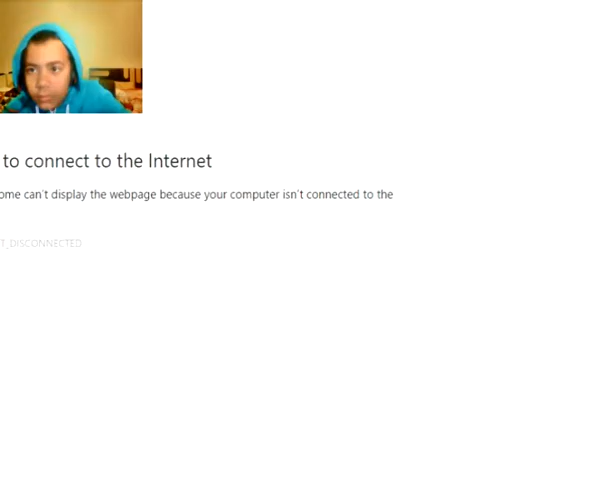 to connect to the Internet
ome can't display the webpage because your computer isn't connected to the
T_DISCONNECTED